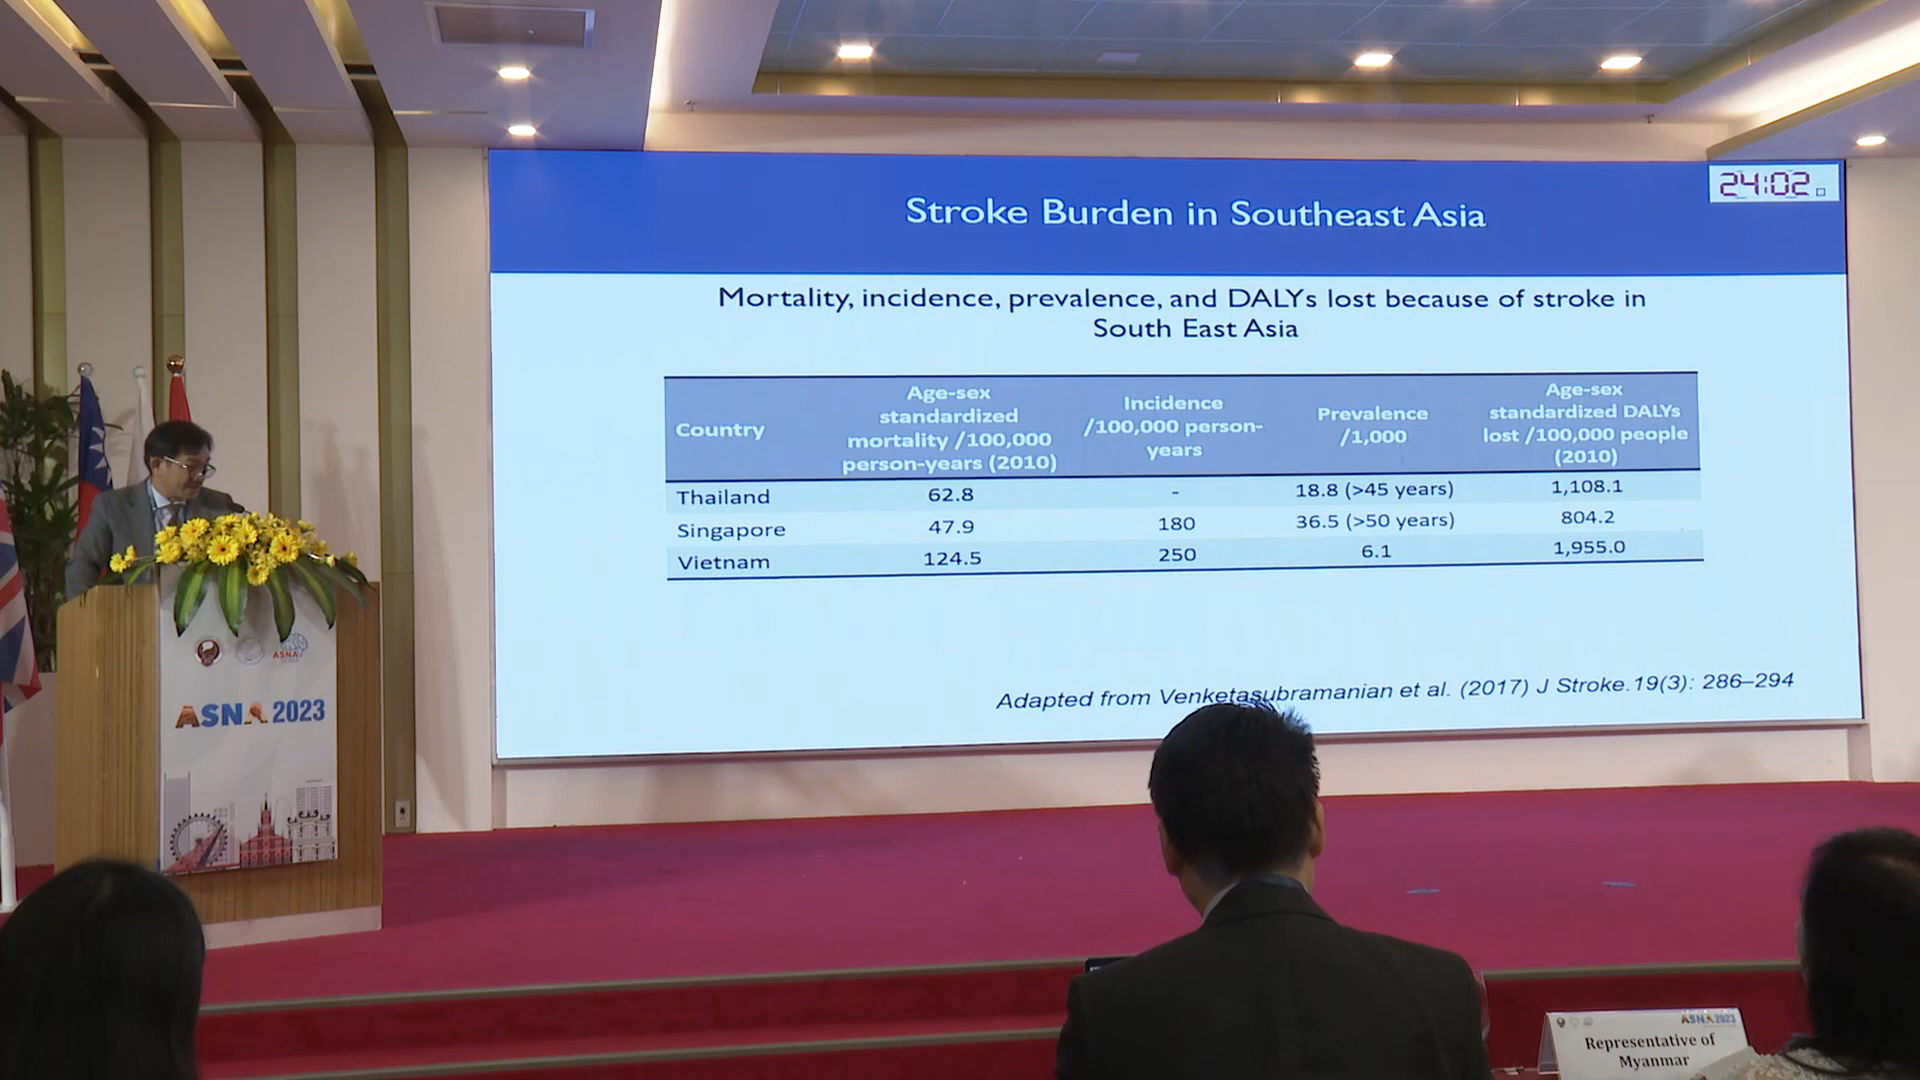 24:02
Stroke Burden in Southeast Asia
Mortality, incidence, prevalence, and DALYs lost because of stroke in
South East Asia
Country
Age-sex
standardized
mortality /100,000
person-years (2010)
Incidence
/100,000 person-
years
Prevalence
/1,000
Age-sex
standardized DALYs
lost /100,000 people
(2010)
Thailand 62.8 - 18.8 (>45 years) 1,108.1
Singapore 47.9 180 36.5 (>50 years) 804.2
Vietnam 124.5 250 6.1 1,955.0
Adapted from Venketasubramanian et al. (2017) J Stroke.19(3): 286–294
ASNA
ASNA 2023
ASNA 2023
Representative of
Myanmar